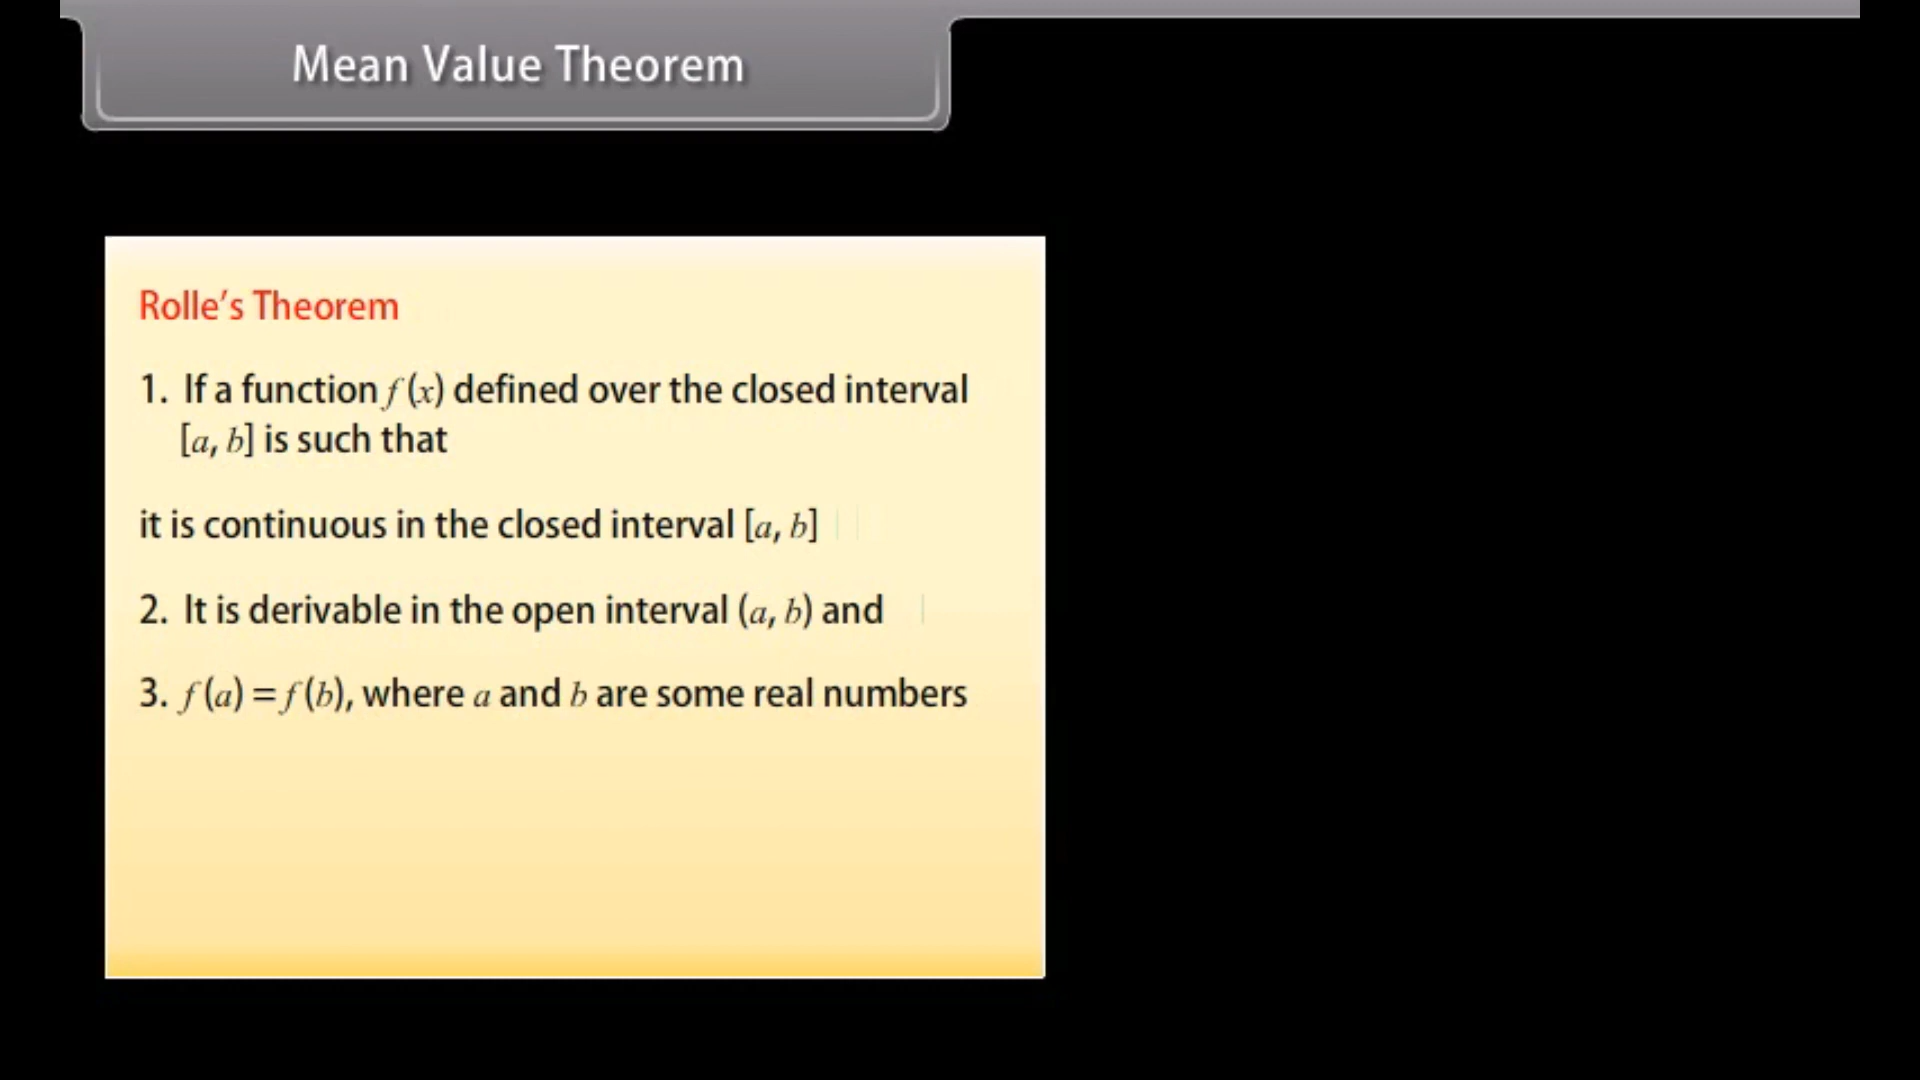 Mean Value Theorem
Rolle's Theorem
1. If a function f (x) defined over the closed interval
[a, b] is such that
it is continuous in the closed interval [a, b]
2. It is derivable in the open interval (a, b) and
3. f (a) = f (b), where a and b are some real numbers